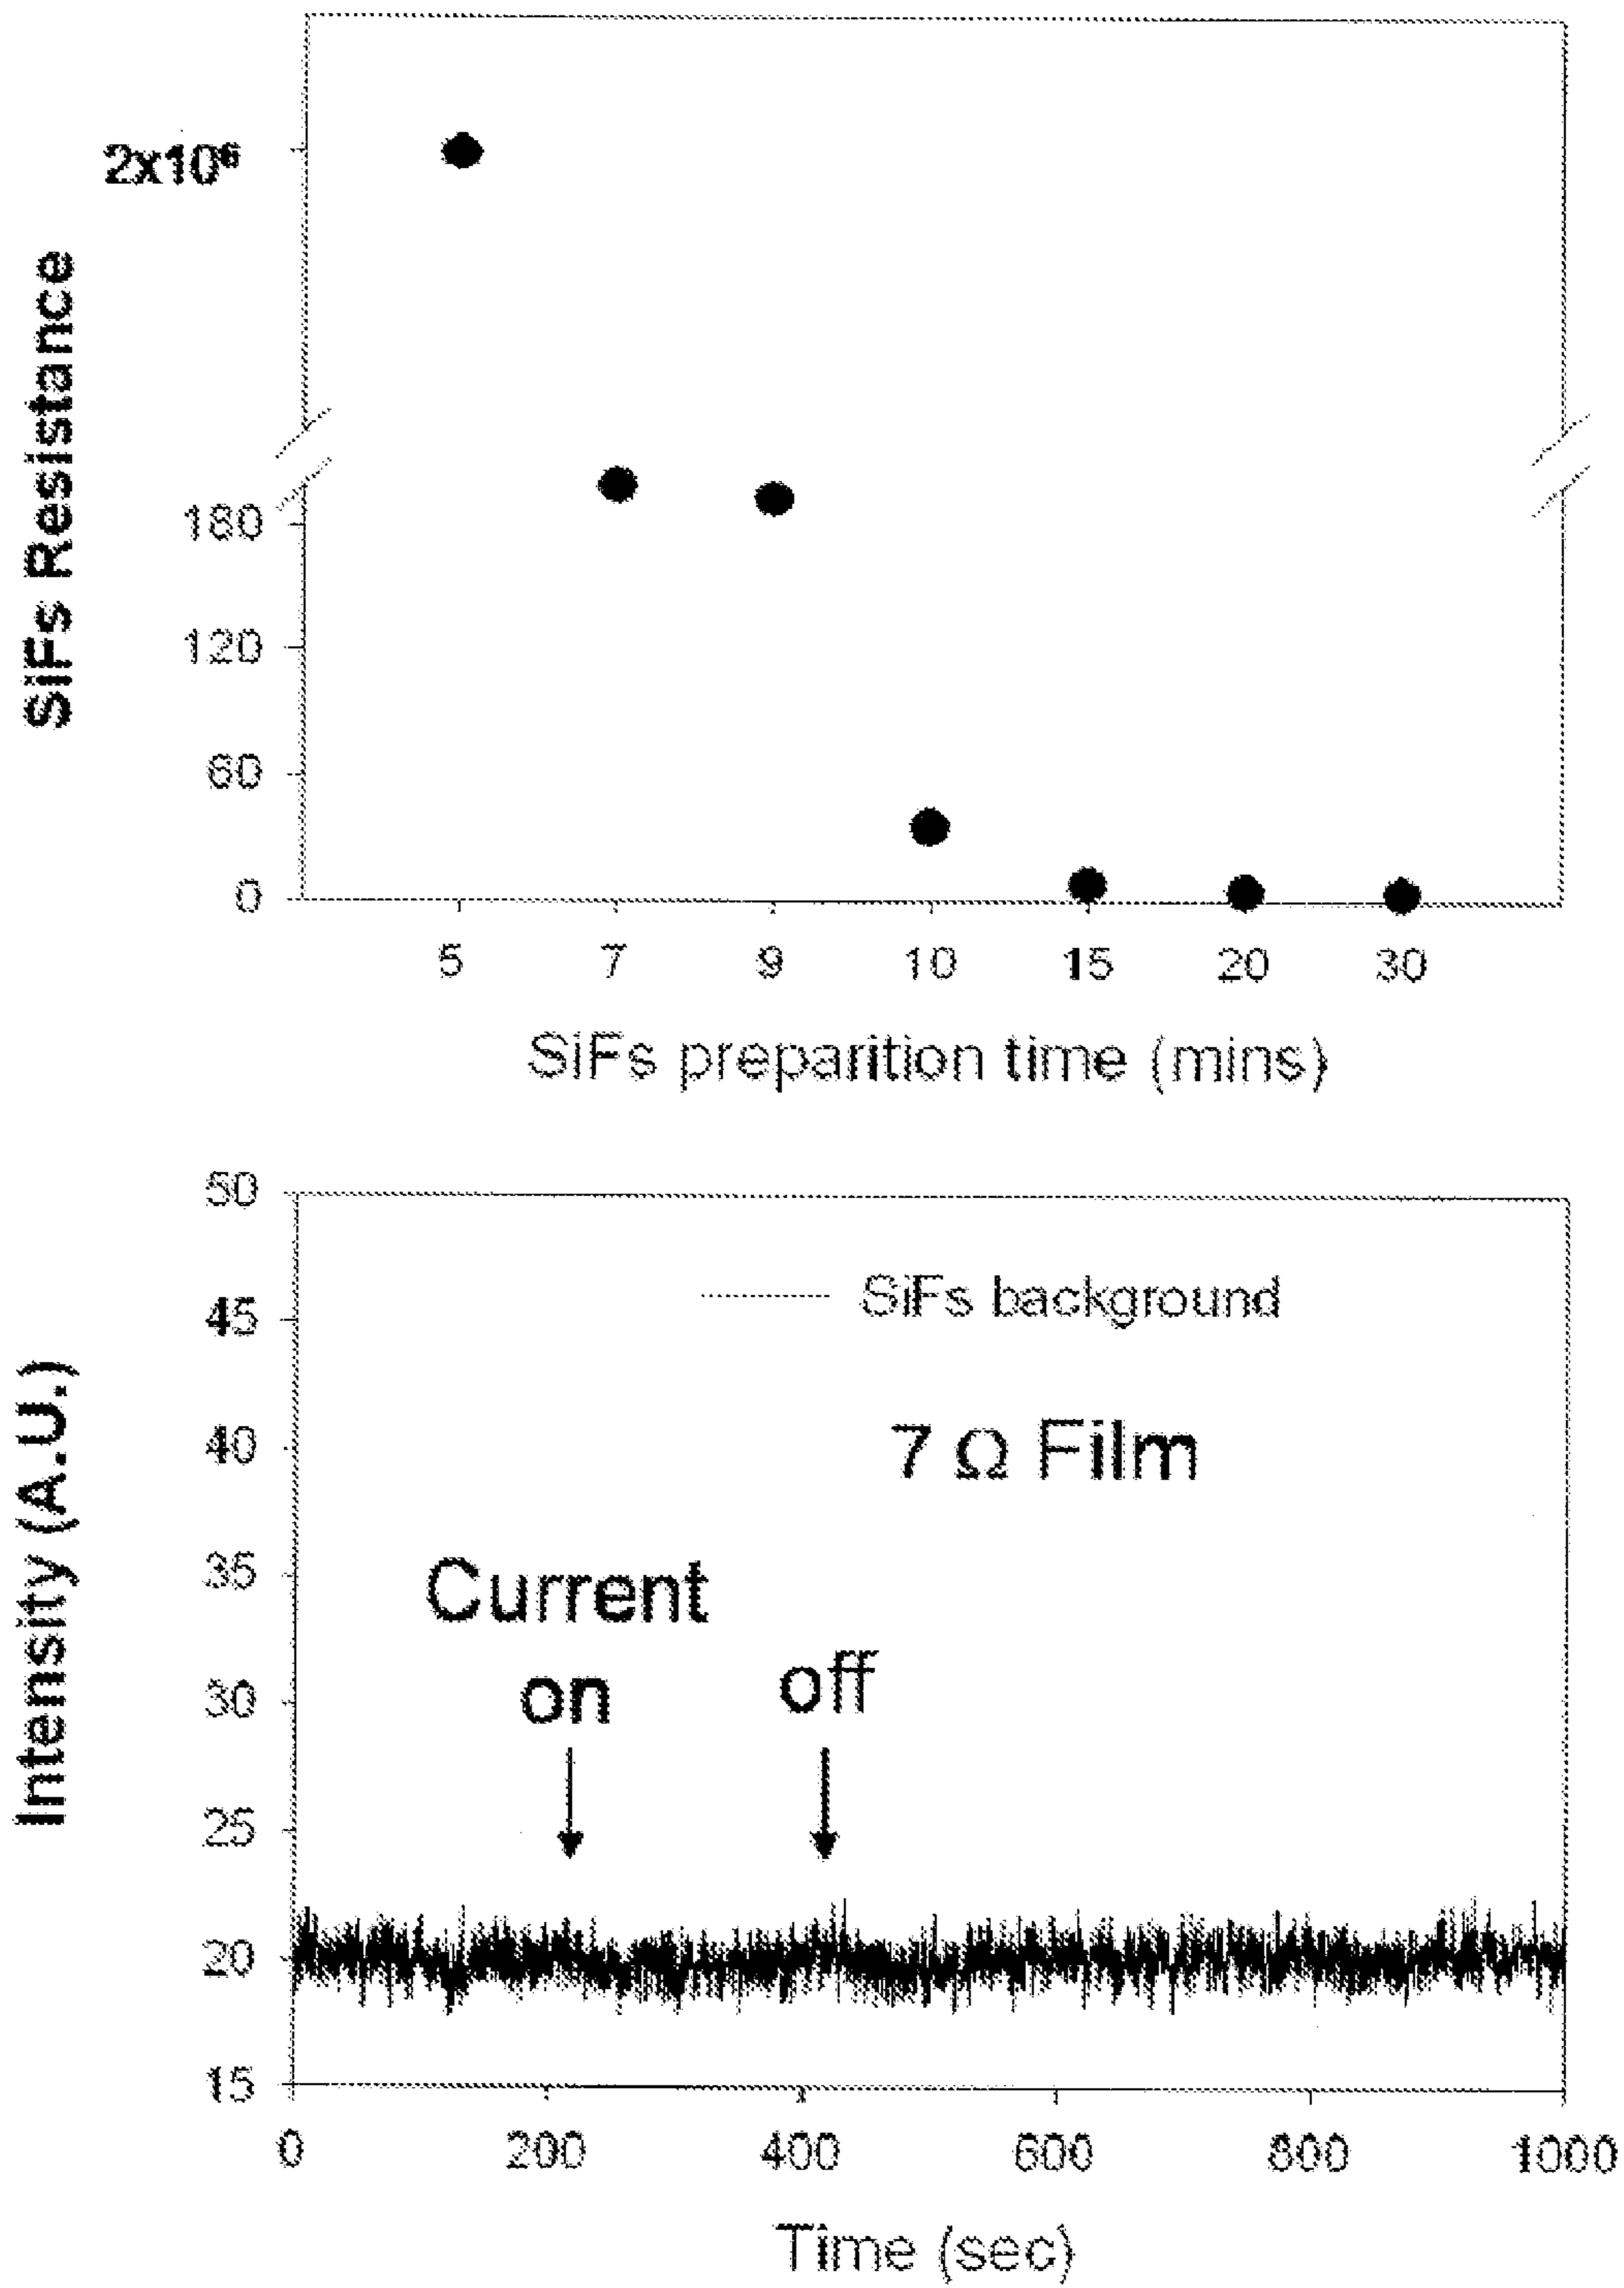 2x10⁶
180
120
60
0
SiFs Resistance
5 7 9 10 15 20 30
SiFs preparition time (mins)
50
45
40
35
30
25
20
15
Intensity (A.U.)
SiFs background
7 Ω Film
Current
on off
0 200 400 600 800 1000
Time (sec)